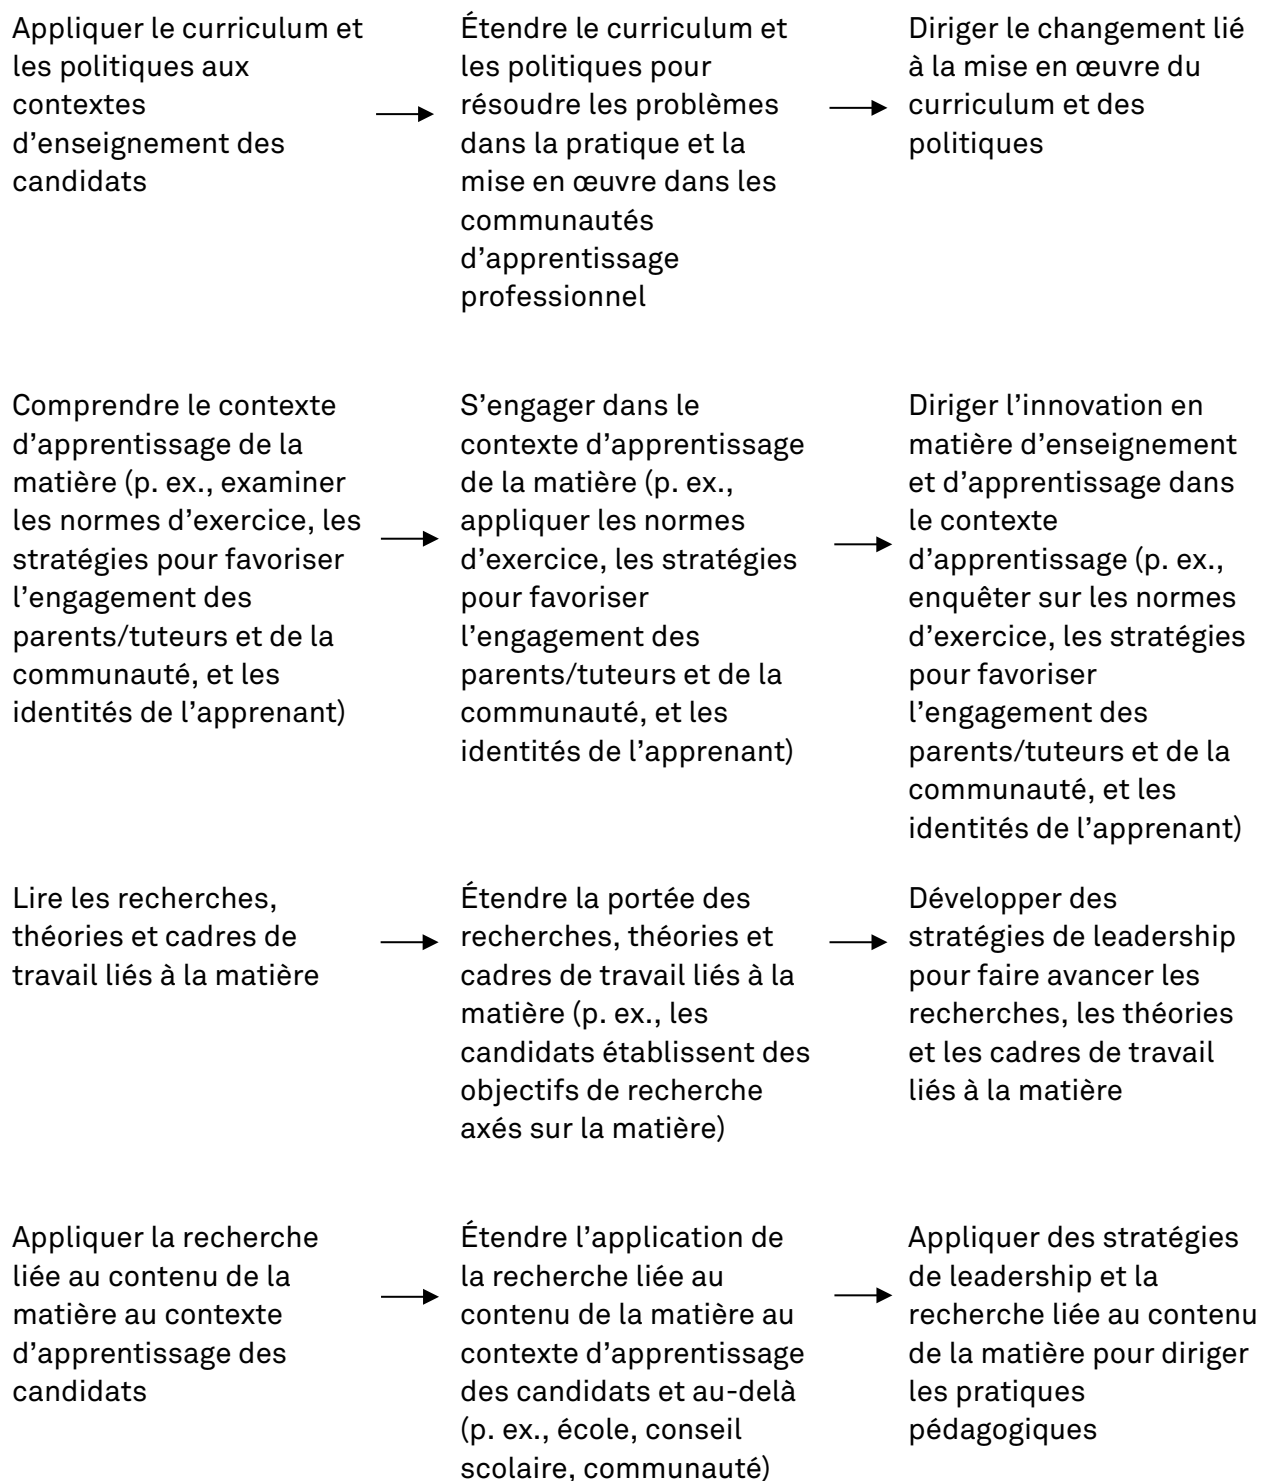 Appliquer le curriculum et
les politiques aux
contextes
d’enseignement des
candidats
Étendre le curriculum et
les politiques pour
résoudre les problèmes
dans la pratique et la
mise en œuvre dans les
communautés
d’apprentissage
professionnel
Diriger le changement lié
à la mise en œuvre du
curriculum et des
politiques
Comprendre le contexte
d’apprentissage de la
matière (p. ex., examiner
les normes d’exercice, les
stratégies pour favoriser
l’engagement des
parents/tuteurs et de la
communauté, et les
identités de l’apprenant)
S’engager dans le
contexte d’apprentissage
de la matière (p. ex.,
appliquer les normes
d’exercice, les stratégies
pour favoriser
l’engagement des
parents/tuteurs et de la
communauté, et les
identités de l’apprenant)
Diriger l’innovation en
matière d’enseignement
et d’apprentissage dans
le contexte
d’apprentissage (p. ex.,
enquêter sur les normes
d’exercice, les stratégies
pour favoriser
l’engagement des
parents/tuteurs et de la
communauté, et les
identités de l’apprenant)
Lire les recherches,
théories et cadres de
travail liés à la matière
Étendre la portée des
recherches, théories et
cadres de travail liés à la
matière (p. ex., les
candidats établissent des
objectifs de recherche
axés sur la matière)
Développer des
stratégies de leadership
pour faire avancer les
recherches, les théories
et les cadres de travail
liés à la matière
Appliquer la recherche
liée au contenu de la
matière au contexte
d’apprentissage des
candidats
Étendre l’application de
la recherche liée au
contenu de la matière au
contexte d’apprentissage
des candidats et au-delà
(p. ex., école, conseil
scolaire, communauté)
Appliquer des stratégies
de leadership et la
recherche liée au contenu
de la matière pour diriger
les pratiques
pédagogiques